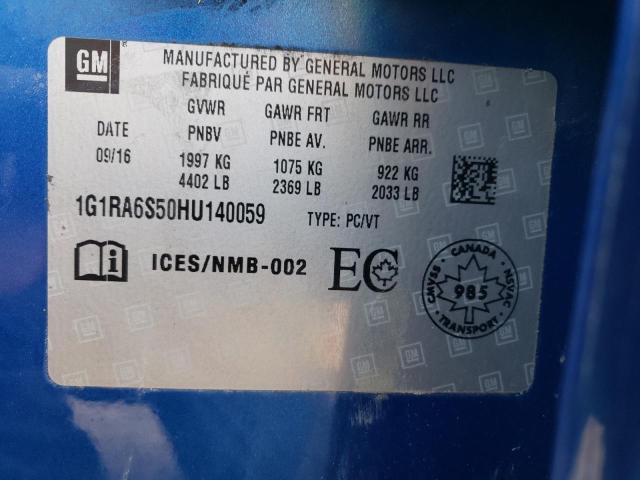 GM
MANUFACTURED BY GENERAL MOTORS LLC
FABRIQUÉ PAR GENERAL MOTORS LLC
GVWR GAWR FRT GAWR RR
DATE PNBV PNBE AV. PNBE ARR.
09/16 1997 KG 1075 KG 922 KG
4402 LB 2369 LB 2033 LB
1G1RA6S50HU140059 TYPE: PC/VT
i ICES/NMB-002 EC
CANADA
CMVSS 985 NSVAC
TRANSPORT